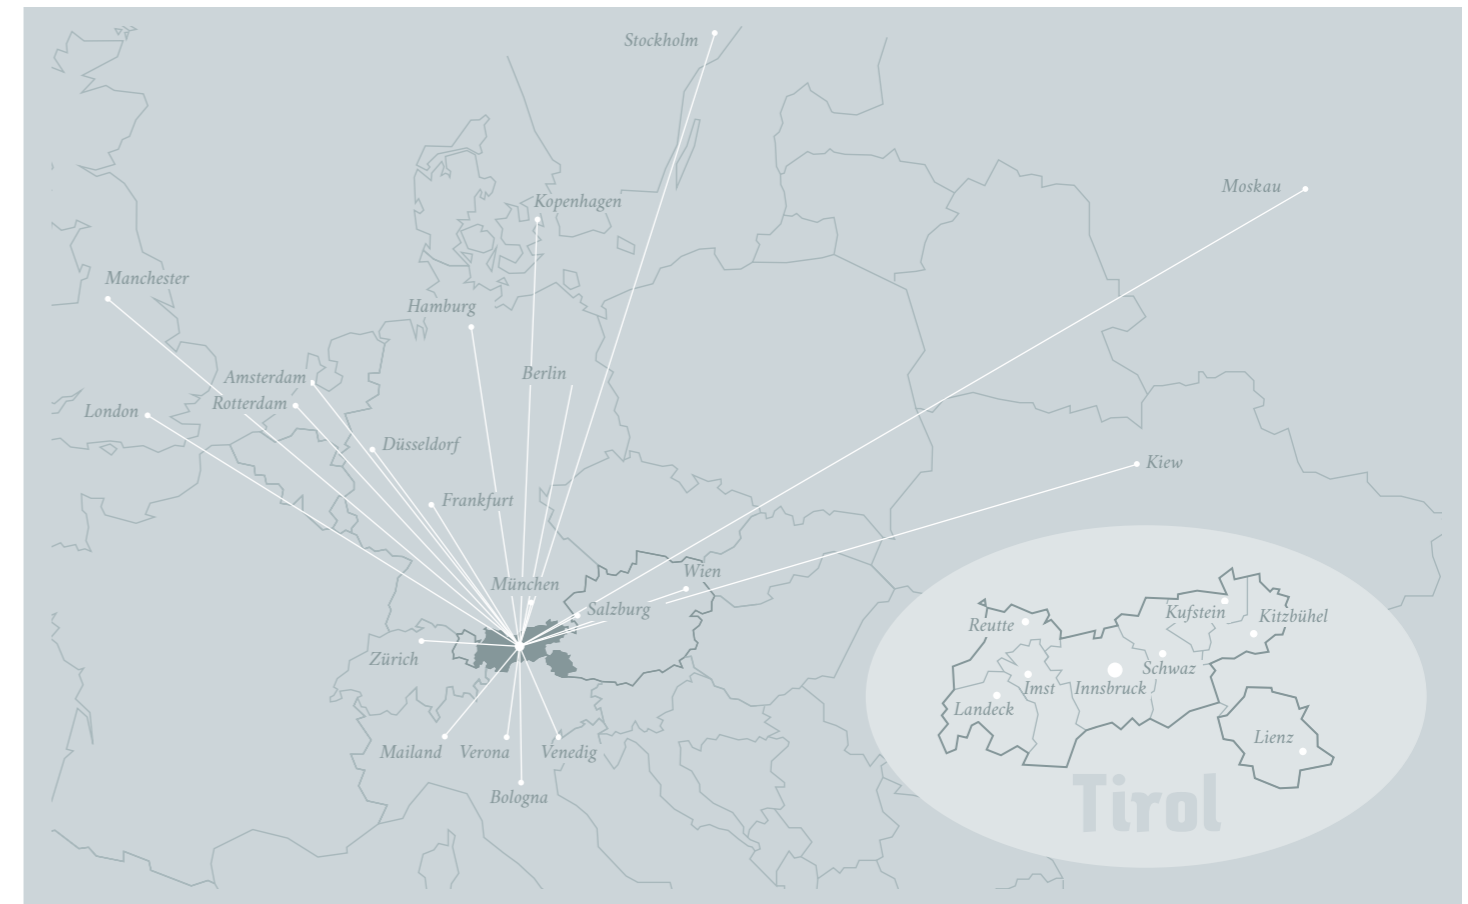 Stockholm
Moskau
Kopenhagen
Manchester
Hamburg
Berlin
Amsterdam
Rotterdam
London
Düsseldorf
Kiew
Frankfurt
Wien
München
Salzburg
Zürich
Mailand
Verona
Venedig
Bologna
Kufstein
Kitzbühel
Reutte
Schwaz
Imst
Innsbruck
Landeck
Lienz
Tirol